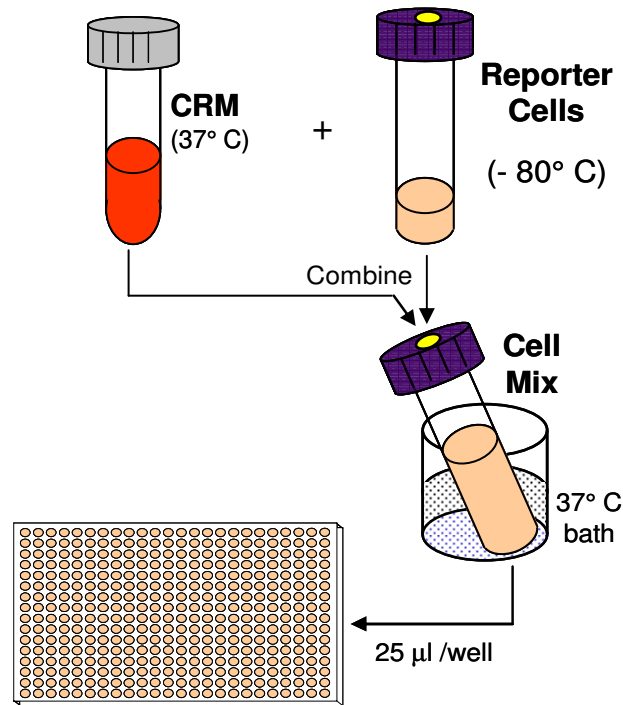 CRM
(37° C)
+
Reporter
Cells
(- 80° C)
Combine
Cell
Mix
37° C
bath
25 µl /well